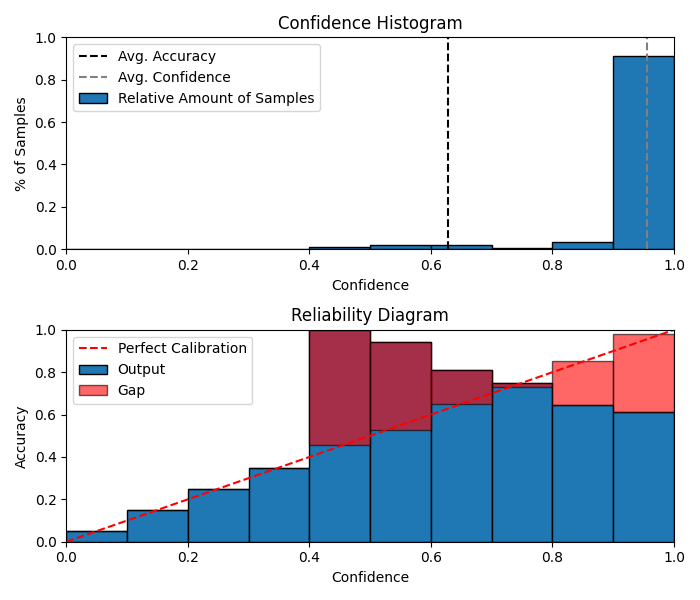 Confidence Histogram
1.0
0.8
0.6
0.4
0.2
0.0
% of Samples
Avg. Accuracy
Avg. Confidence
Relative Amount of Samples
0.0 0.2 0.4 0.6 0.8 1.0
Confidence
Reliability Diagram
1.0
0.8
0.6
0.4
0.2
0.0
Accuracy
Perfect Calibration
Output
Gap
0.0 0.2 0.4 0.6 0.8 1.0
Confidence